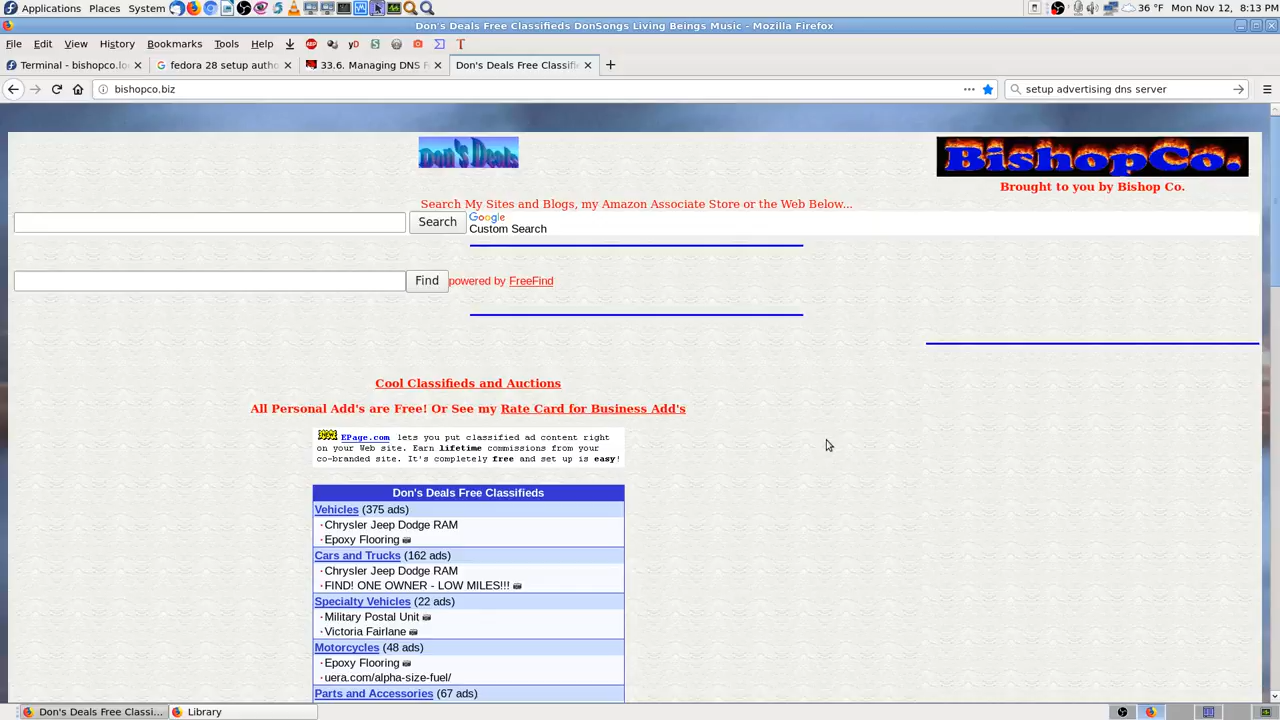 Applications Places System 36 °F Mon Nov 12, 8:13 PM
Don's Deals Free Classifieds DonSongs Living Beings Music - Mozilla Firefox
File Edit View History Bookmarks Tools Help ABP yD S T
Terminal - bishopco.lo fedora 28 setup autho 33.6. Managing DNS F Don's Deals Free Classifi
bishopco.biz setup advertising dns server
Don's Deals BishopCo.
Brought to you by Bishop Co.
Search My Sites and Blogs, my Amazon Associate Store or the Web Below...
Search Google
Custom Search
Find powered by FreeFind
Cool Classifieds and Auctions
All Personal Add's are Free! Or See my Rate Card for Business Add's
EPage.com lets you put classified ad content right
on your Web site. Earn lifetime commissions from your
co-branded site. It's completely free and set up is easy!
Don's Deals Free Classifieds
Vehicles (375 ads)
Chrysler Jeep Dodge RAM
Epoxy Flooring
Cars and Trucks (162 ads)
Chrysler Jeep Dodge RAM
FIND! ONE OWNER - LOW MILES!!!
Specialty Vehicles (22 ads)
Military Postal Unit
Victoria Fairlane
Motorcycles (48 ads)
Epoxy Flooring
uera.com/alpha-size-fuel/
Parts and Accessories (67 ads)
Don's Deals Free Classifi... Library